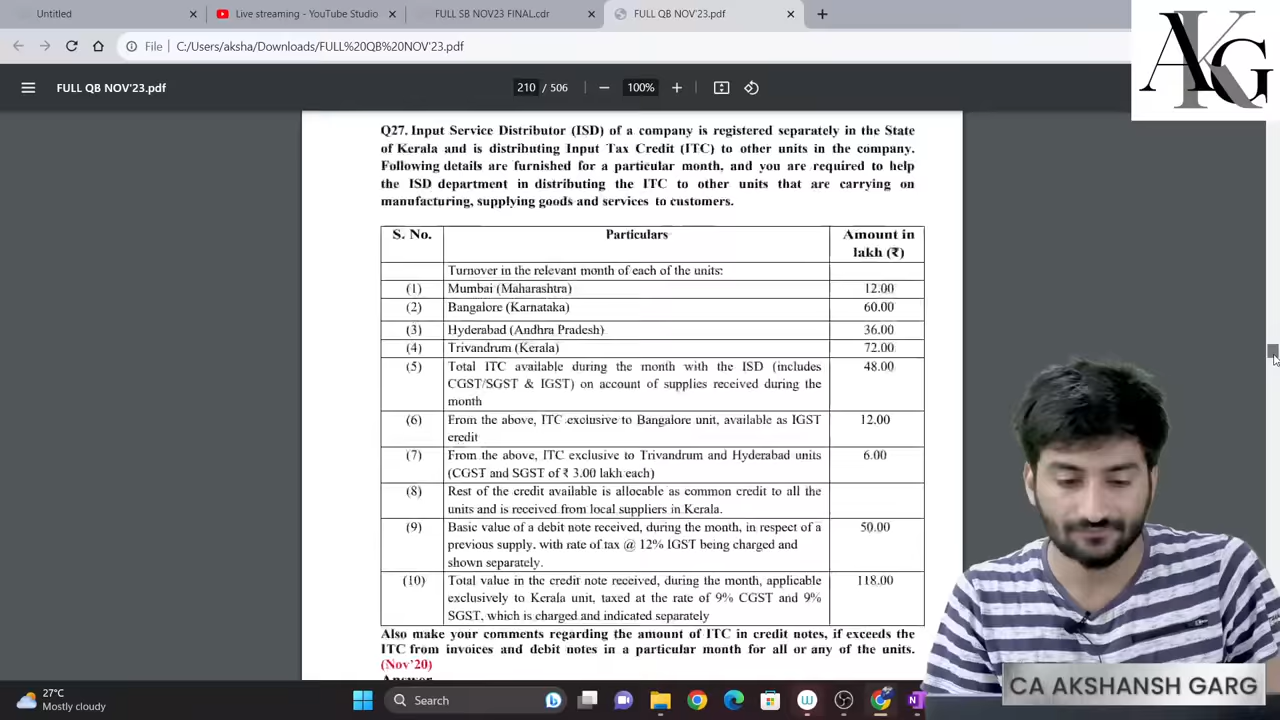 Untitled
Live streaming - YouTube Studio
FULL SB NOV23 FINAL.cdr
FULL QB NOV'23.pdf
File
C:/Users/aksha/Downloads/FULL%20QB%20NOV'23.pdf
AKG
FULL QB NOV'23.pdf
210 / 506
100%
Q27. Input Service Distributor (ISD) of a company is registered separately in the State
of Kerala and is distributing Input Tax Credit (ITC) to other units in the company.
Following details are furnished for a particular month, and you are required to help
the ISD department in distributing the ITC to other units that are carrying on
manufacturing, supplying goods and services to customers.
S. No. Particulars Amount in
lakh (₹)
Turnover in the relevant month of each of the units:
(1) Mumbai (Maharashtra) 12.00
(2) Bangalore (Karnataka) 60.00
(3) Hyderabad (Andhra Pradesh) 36.00
(4) Trivandrum (Kerala) 72.00
(5) Total ITC available during the month with the ISD (includes 48.00
CGST/SGST & IGST) on account of supplies received during the
month
(6) From the above, ITC exclusive to Bangalore unit, available as IGST 12.00
credit
(7) From the above, ITC exclusive to Trivandrum and Hyderabad units 6.00
(CGST and SGST of ₹ 3.00 lakh each)
(8) Rest of the credit available is allocable as common credit to all the
units and is received from local suppliers in Kerala.
(9) Basic value of a debit note received, during the month, in respect of a 50.00
previous supply, with rate of tax @ 12% IGST being charged and
shown separately.
(10) Total value in the credit note received, during the month, applicable 118.00
exclusively to Kerala unit, taxed at the rate of 9% CGST and 9%
SGST, which is charged and indicated separately
Also make your comments regarding the amount of ITC in credit notes, if exceeds the
ITC from invoices and debit notes in a particular month for all or any of the units.
(Nov'20)
Answer
CA AKSHANSH GARG
27°C
Mostly cloudy
Search